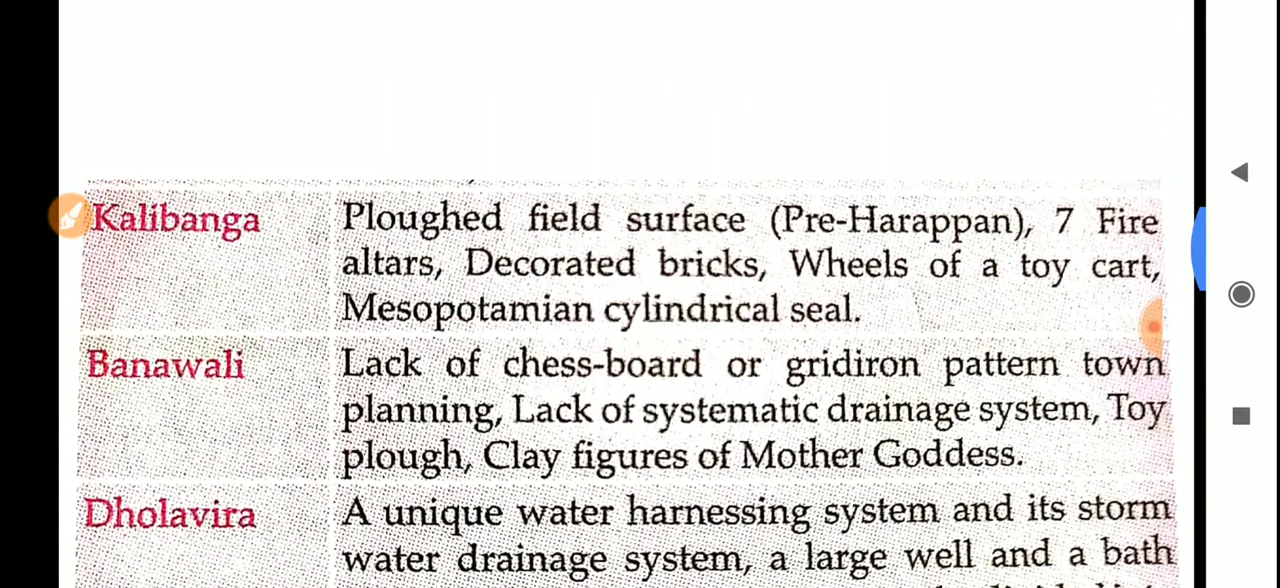 Kalibanga
Ploughed field surface (Pre-Harappan), 7 Fire
altars, Decorated bricks, Wheels of a toy cart,
Mesopotamian cylindrical seal.
Banawali
Lack of chess-board or gridiron pattern town
planning, Lack of systematic drainage system, Toy
plough, Clay figures of Mother Goddess.
Dholavira
A unique water harnessing system and its storm
water drainage system, a large well and a bath